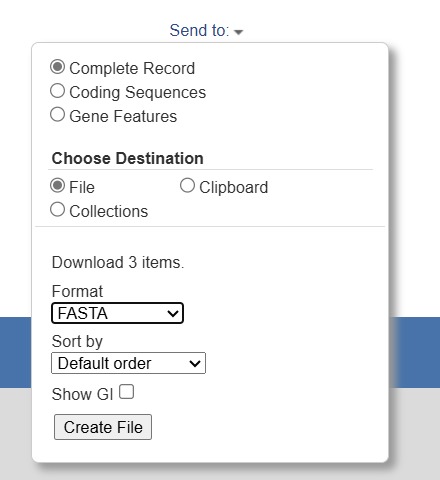 Send to:
Complete Record
Coding Sequences
Gene Features
Choose Destination
File Clipboard
Collections
Download 3 items.
Format
FASTA
Sort by
Default order
Show GI
Create File